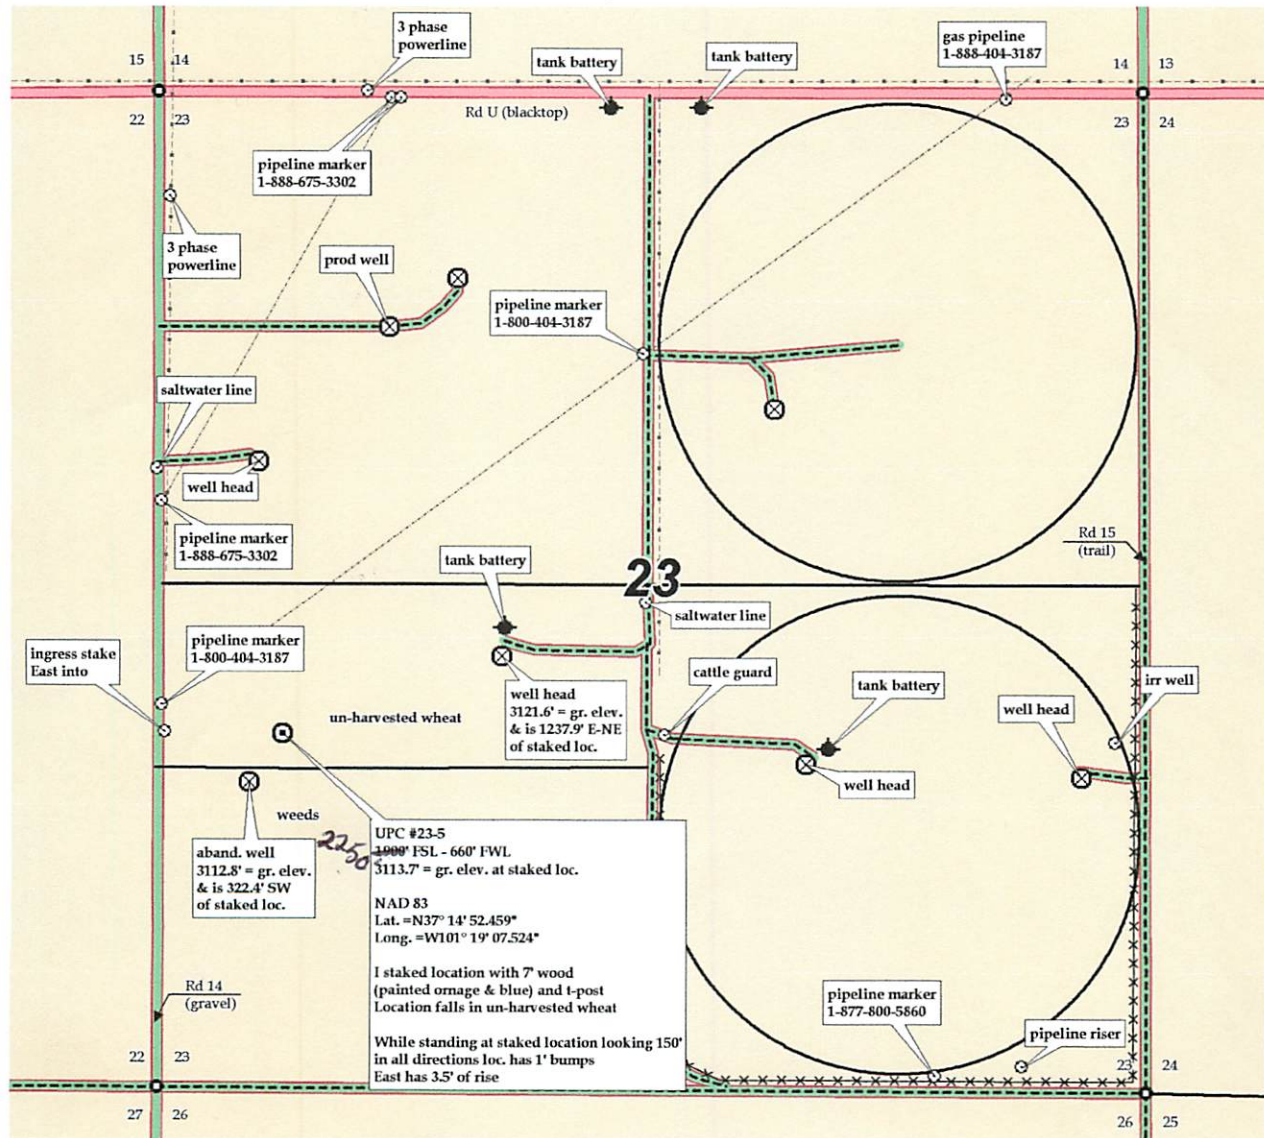 3 phase
powerline
gas pipeline
1-888-404-3187
tank battery
tank battery
15
14
14
13
Rd U (blacktop)
22
23
23
24
pipeline marker
1-888-675-3302
3 phase
powerline
prod well
pipeline marker
1-800-404-3187
saltwater line
well head
pipeline marker
1-888-675-3302
Rd 15
(trail)
tank battery
23
saltwater line
ingress stake
East into
pipeline marker
1-800-404-3187
un-harvested wheat
well head
3121.6' = gr. elev.
& is 1237.9' E-NE
of staked loc.
cattle guard
tank battery
well head
irr well
well head
weeds
aband. well
3112.8' = gr. elev.
& is 322.4' SW
of staked loc.
2250
UPC #23-5
1900' FSL - 660' FWL
3113.7' = gr. elev. at staked loc.
NAD 83
Lat. =N37° 14' 52.459"
Long. =W101° 19' 07.524"
I staked location with 7' wood
(painted ornage & blue) and t-post
Location falls in un-harvested wheat
While standing at staked location looking 150'
in all directions loc. has 1' bumps
East has 3.5' of rise
Rd 14
(gravel)
pipeline marker
1-877-800-5860
pipeline riser
22
23
23
24
27
26
26
25